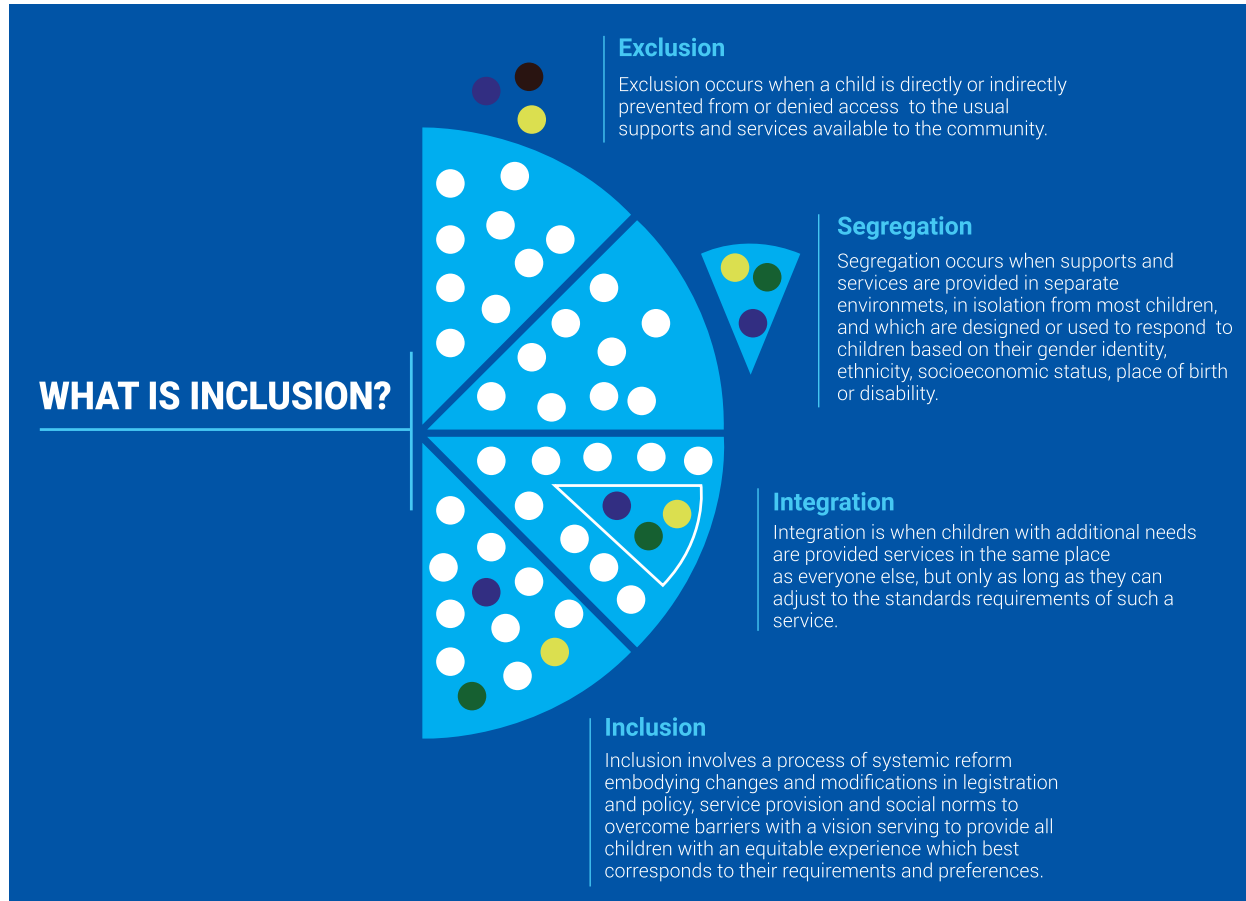 WHAT IS INCLUSION?
Exclusion
Exclusion occurs when a child is directly or indirectly
prevented from or denied access to the usual
supports and services available to the community.
Segregation
Segregation occurs when supports and
services are provided in separate
environmets, in isolation from most children,
and which are designed or used to respond to
children based on their gender identity,
ethnicity, socioeconomic status, place of birth
or disability.
Integration
Integration is when children with additional needs
are provided services in the same place
as everyone else, but only as long as they can
adjust to the standards requirements of such a
service.
Inclusion
Inclusion involves a process of systemic reform
embodying changes and modifications in legistration
and policy, service provision and social norms to
overcome barriers with a vision serving to provide all
children with an equitable experience which best
corresponds to their requirements and preferences.